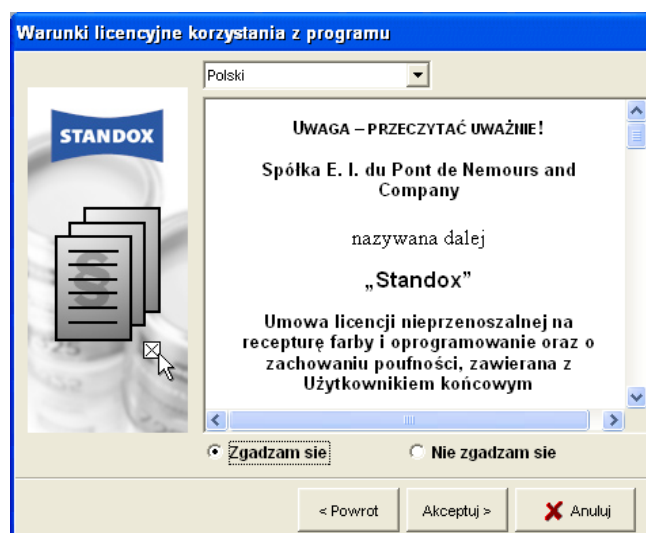 Warunki licencyjne korzystania z programu
Polski
STANDOX
UWAGA – PRZECZYTAĆ UWAŻNIE!
Spółka E. I. du Pont de Nemours and
Company
nazywana dalej
„Standox”
Umowa licencji nieprzenoszalnej na
recepturę farby i oprogramowanie oraz o
zachowaniu poufności, zawierana z
Użytkownikiem końcowym
Zgadzam sie
Nie zgadzam sie
< Powrot
Akceptuj >
Anuluj